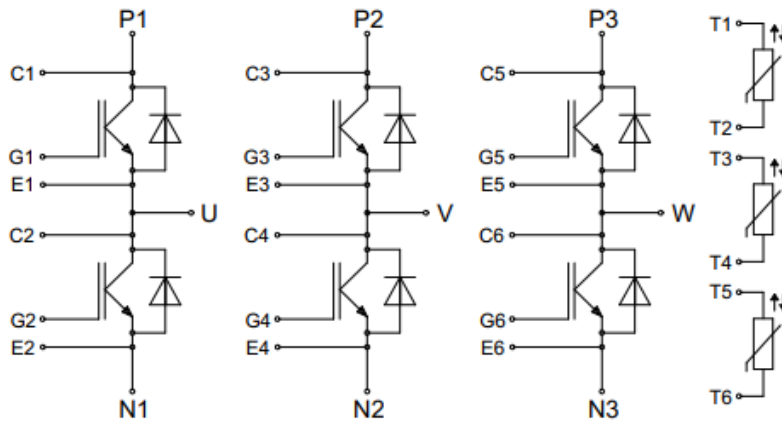 P1 P2 P3
T1
C1 C3 C5
T2
G1 G3 G5
T3
E1 E3 E5
U V W
C2 C4 C6
T4
T5
G2 G4 G6
E2 E4 E6
T6
N1 N2 N3